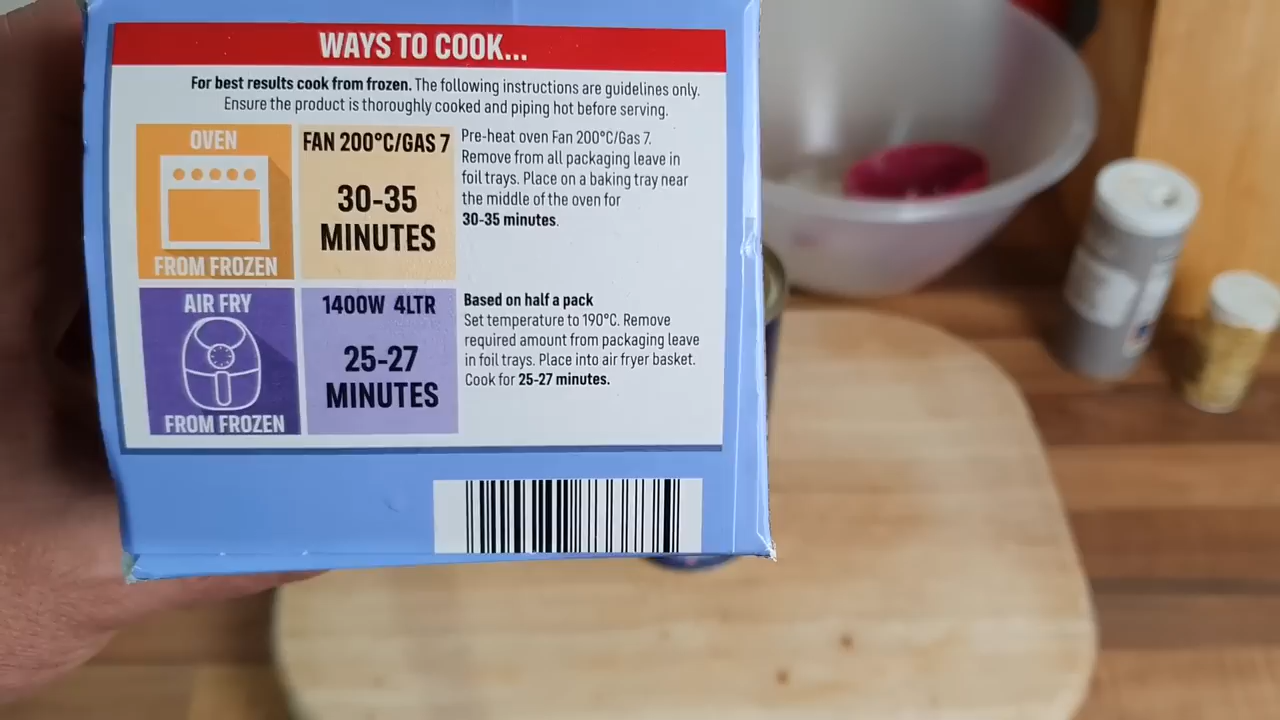 WAYS TO COOK...
For best results cook from frozen. The following instructions are guidelines only.
Ensure the product is thoroughly cooked and piping hot before serving.
OVEN
FROM FROZEN
FAN 200°C/GAS 7
30-35
MINUTES
Pre-heat oven Fan 200°C/Gas 7.
Remove from all packaging leave in
foil trays. Place on a baking tray near
the middle of the oven for
30-35 minutes.
AIR FRY
FROM FROZEN
1400W 4LTR
25-27
MINUTES
Based on half a pack
Set temperature to 190°C. Remove
required amount from packaging leave
in foil trays. Place into air fryer basket.
Cook for 25-27 minutes.